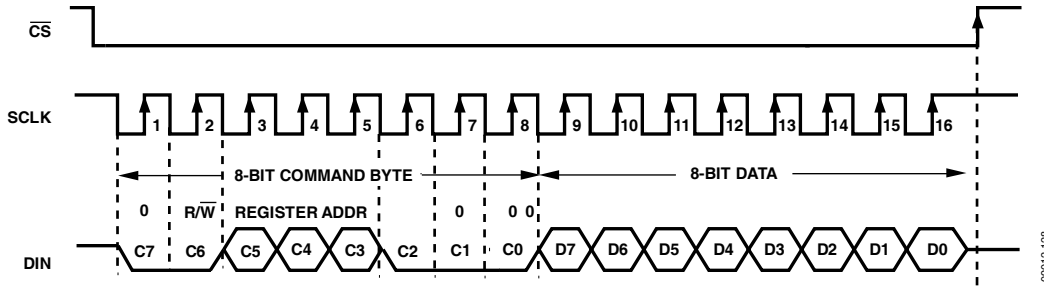 CS
SCLK
1 2 3 4 5 6 7 8 9 10 11 12 13 14 15 16
8-BIT COMMAND BYTE 8-BIT DATA
0 R/W REGISTER ADDR 0 0 0
DIN
C7 C6 C5 C4 C3 C2 C1 C0 D7 D6 D5 D4 D3 D2 D1 D0